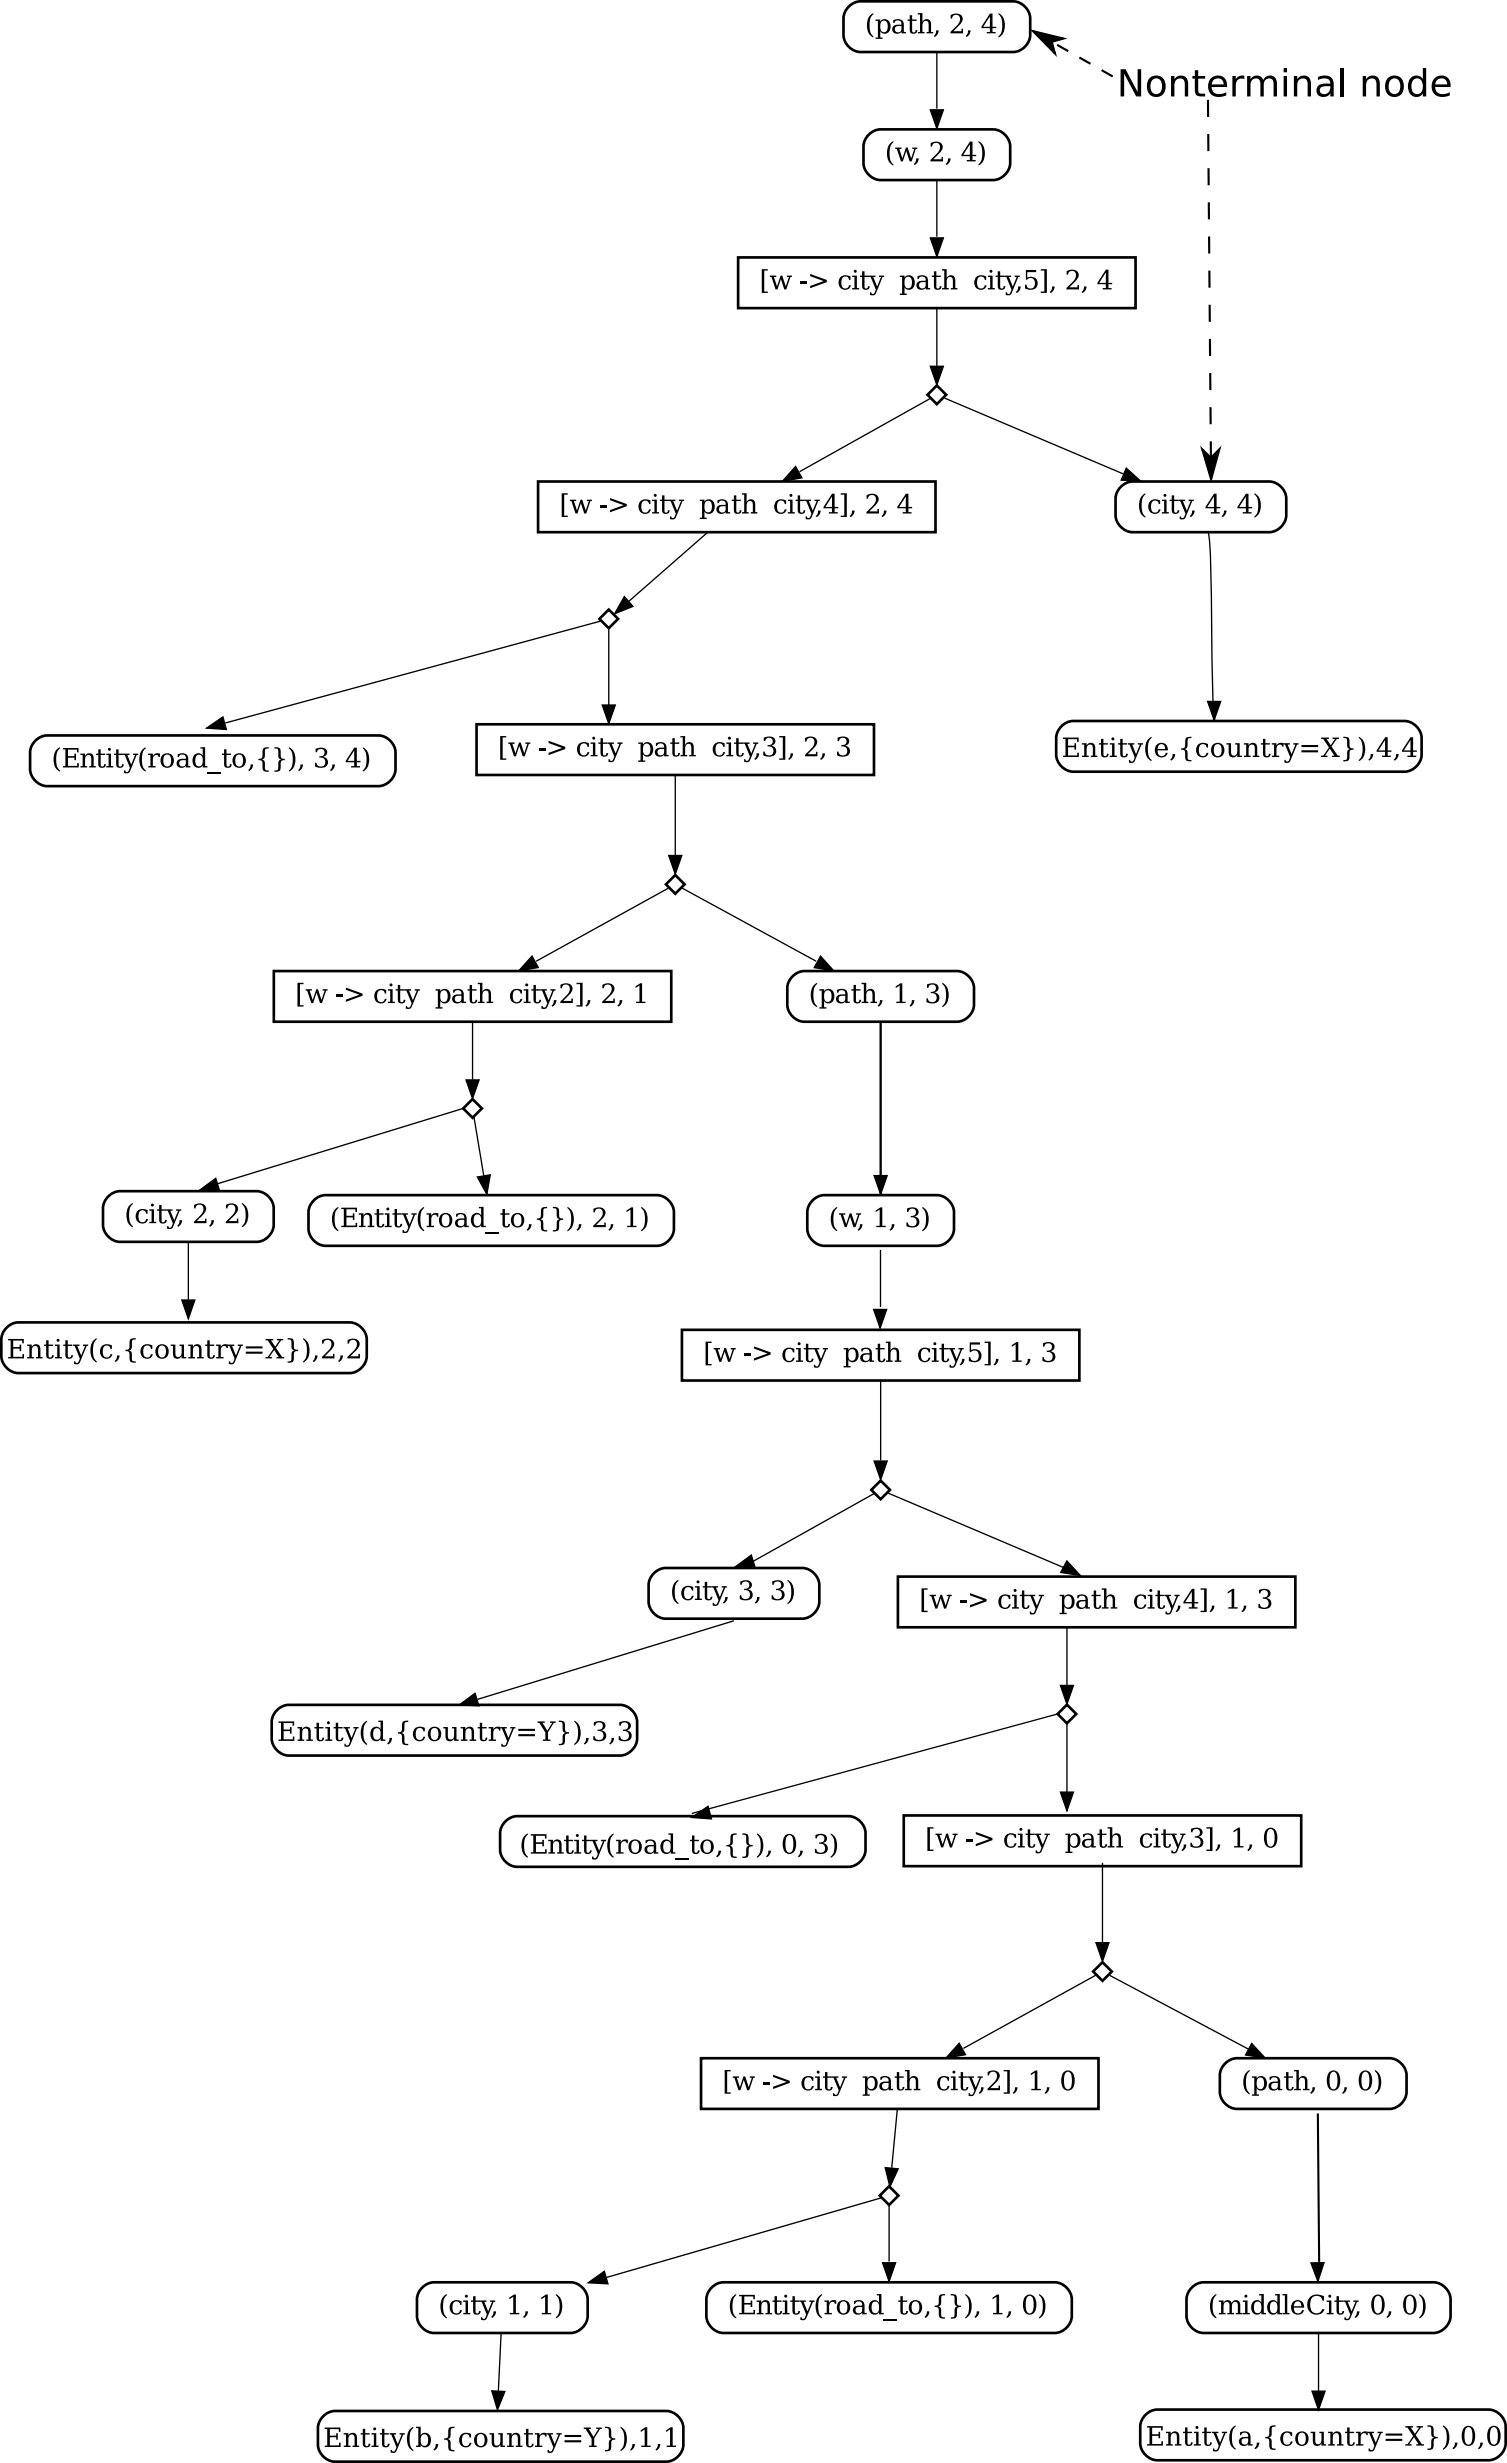 (path, 2, 4)
Nonterminal node
(w, 2, 4)
[w -> city  path  city,5], 2, 4
[w -> city  path  city,4], 2, 4
(city, 4, 4)
(Entity(road_to,{}), 3, 4)
[w -> city  path  city,3], 2, 3
Entity(e,{country=X}),4,4
[w -> city  path  city,2], 2, 1
(path, 1, 3)
(city, 2, 2)
(Entity(road_to,{}), 2, 1)
(w, 1, 3)
Entity(c,{country=X}),2,2
[w -> city  path  city,5], 1, 3
(city, 3, 3)
[w -> city  path  city,4], 1, 3
Entity(d,{country=Y}),3,3
(Entity(road_to,{}), 0, 3)
[w -> city  path  city,3], 1, 0
[w -> city  path  city,2], 1, 0
(path, 0, 0)
(city, 1, 1)
(Entity(road_to,{}), 1, 0)
(middleCity, 0, 0)
Entity(b,{country=Y}),1,1
Entity(a,{country=X}),0,0